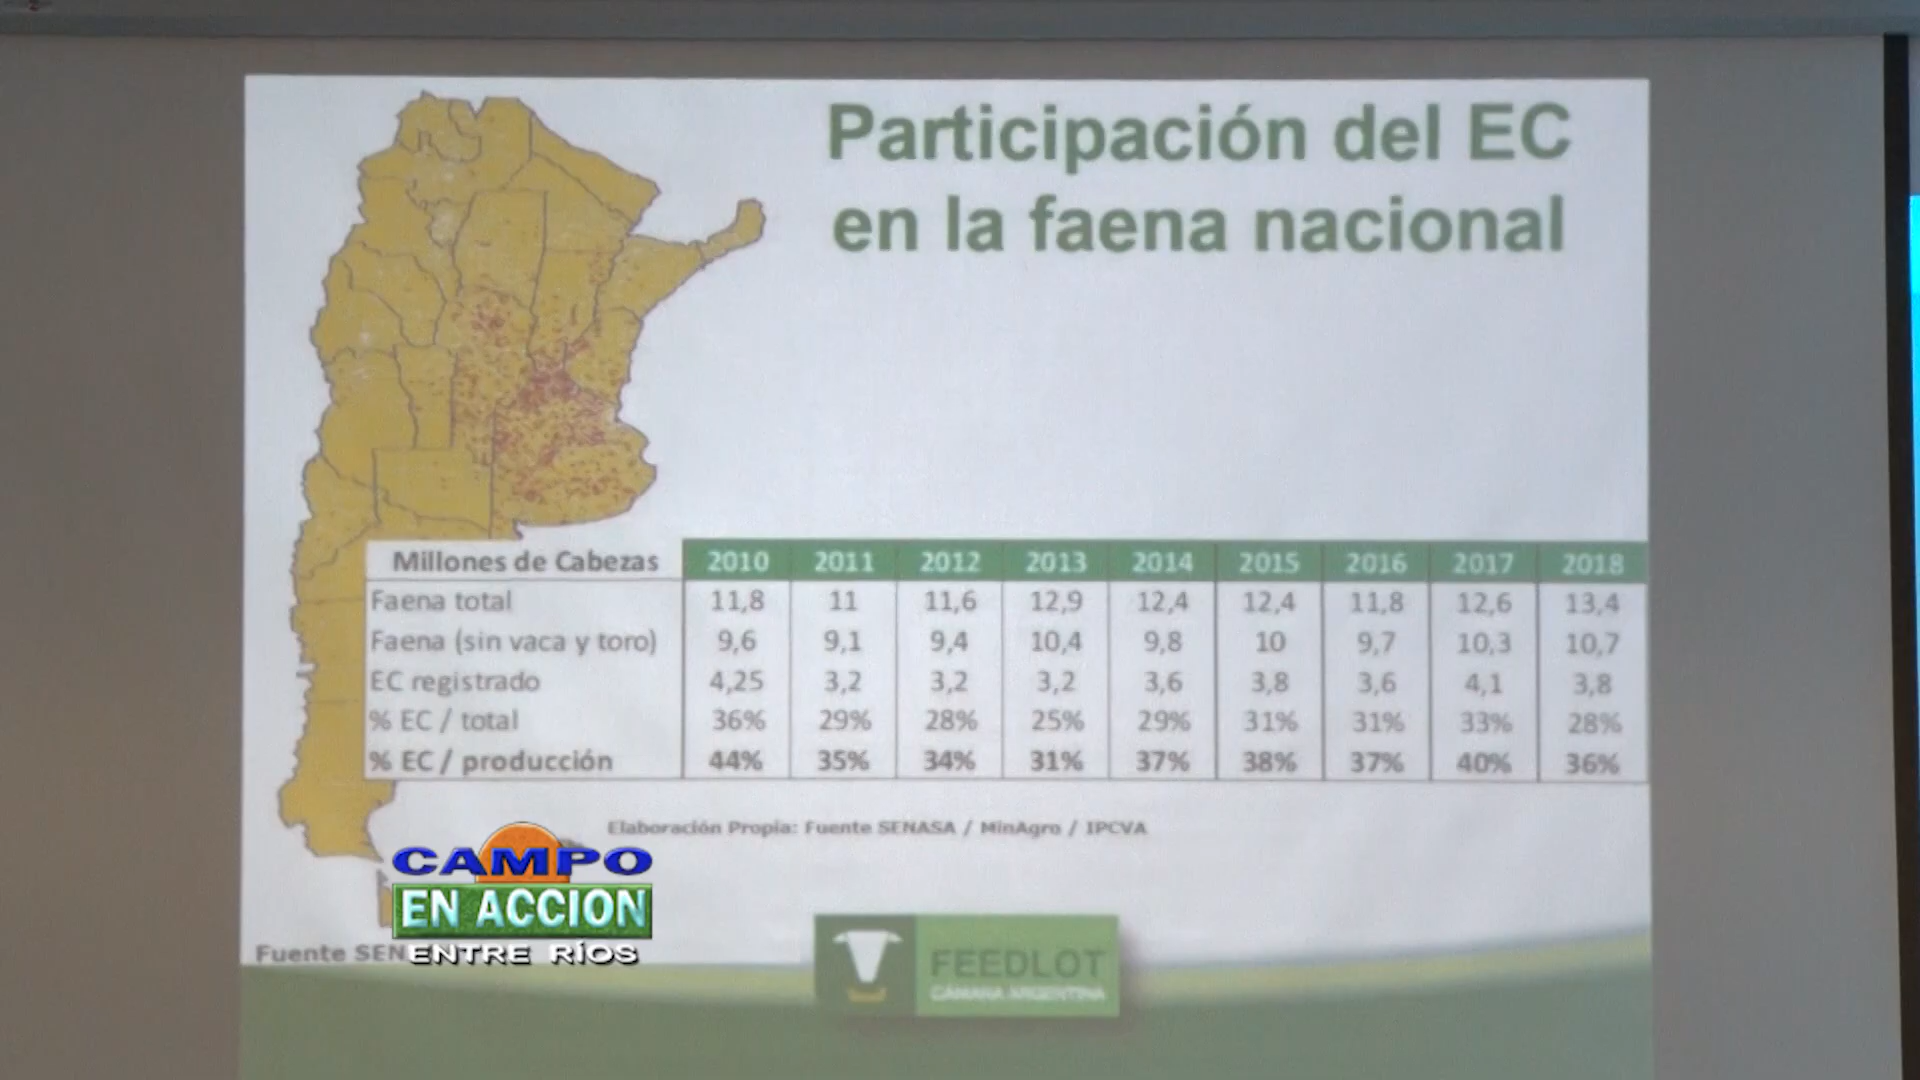 Participación del EC
en la faena nacional
Millones de Cabezas 2010 2011 2012 2013 2014 2015 2016 2017 2018
Faena total 11,8 11 11,6 12,9 12,4 12,4 11,8 12,6 13,4
Faena (sin vaca y toro) 9,6 9,1 9,4 10,4 9,8 10 9,7 10,3 10,7
EC registrado 4,25 3,2 3,2 3,2 3,6 3,8 3,6 4,1 3,8
% EC / total 36% 29% 28% 25% 29% 31% 31% 33% 28%
% EC / producción 44% 35% 34% 31% 37% 38% 37% 40% 36%
Elaboración Propia: Fuente SENASA / MinAgro / IPCVA
CAMPO
EN ACCION
ENTRE RÍOS
Fuente
FEEDLOT
CÁMARA ARGENTINA